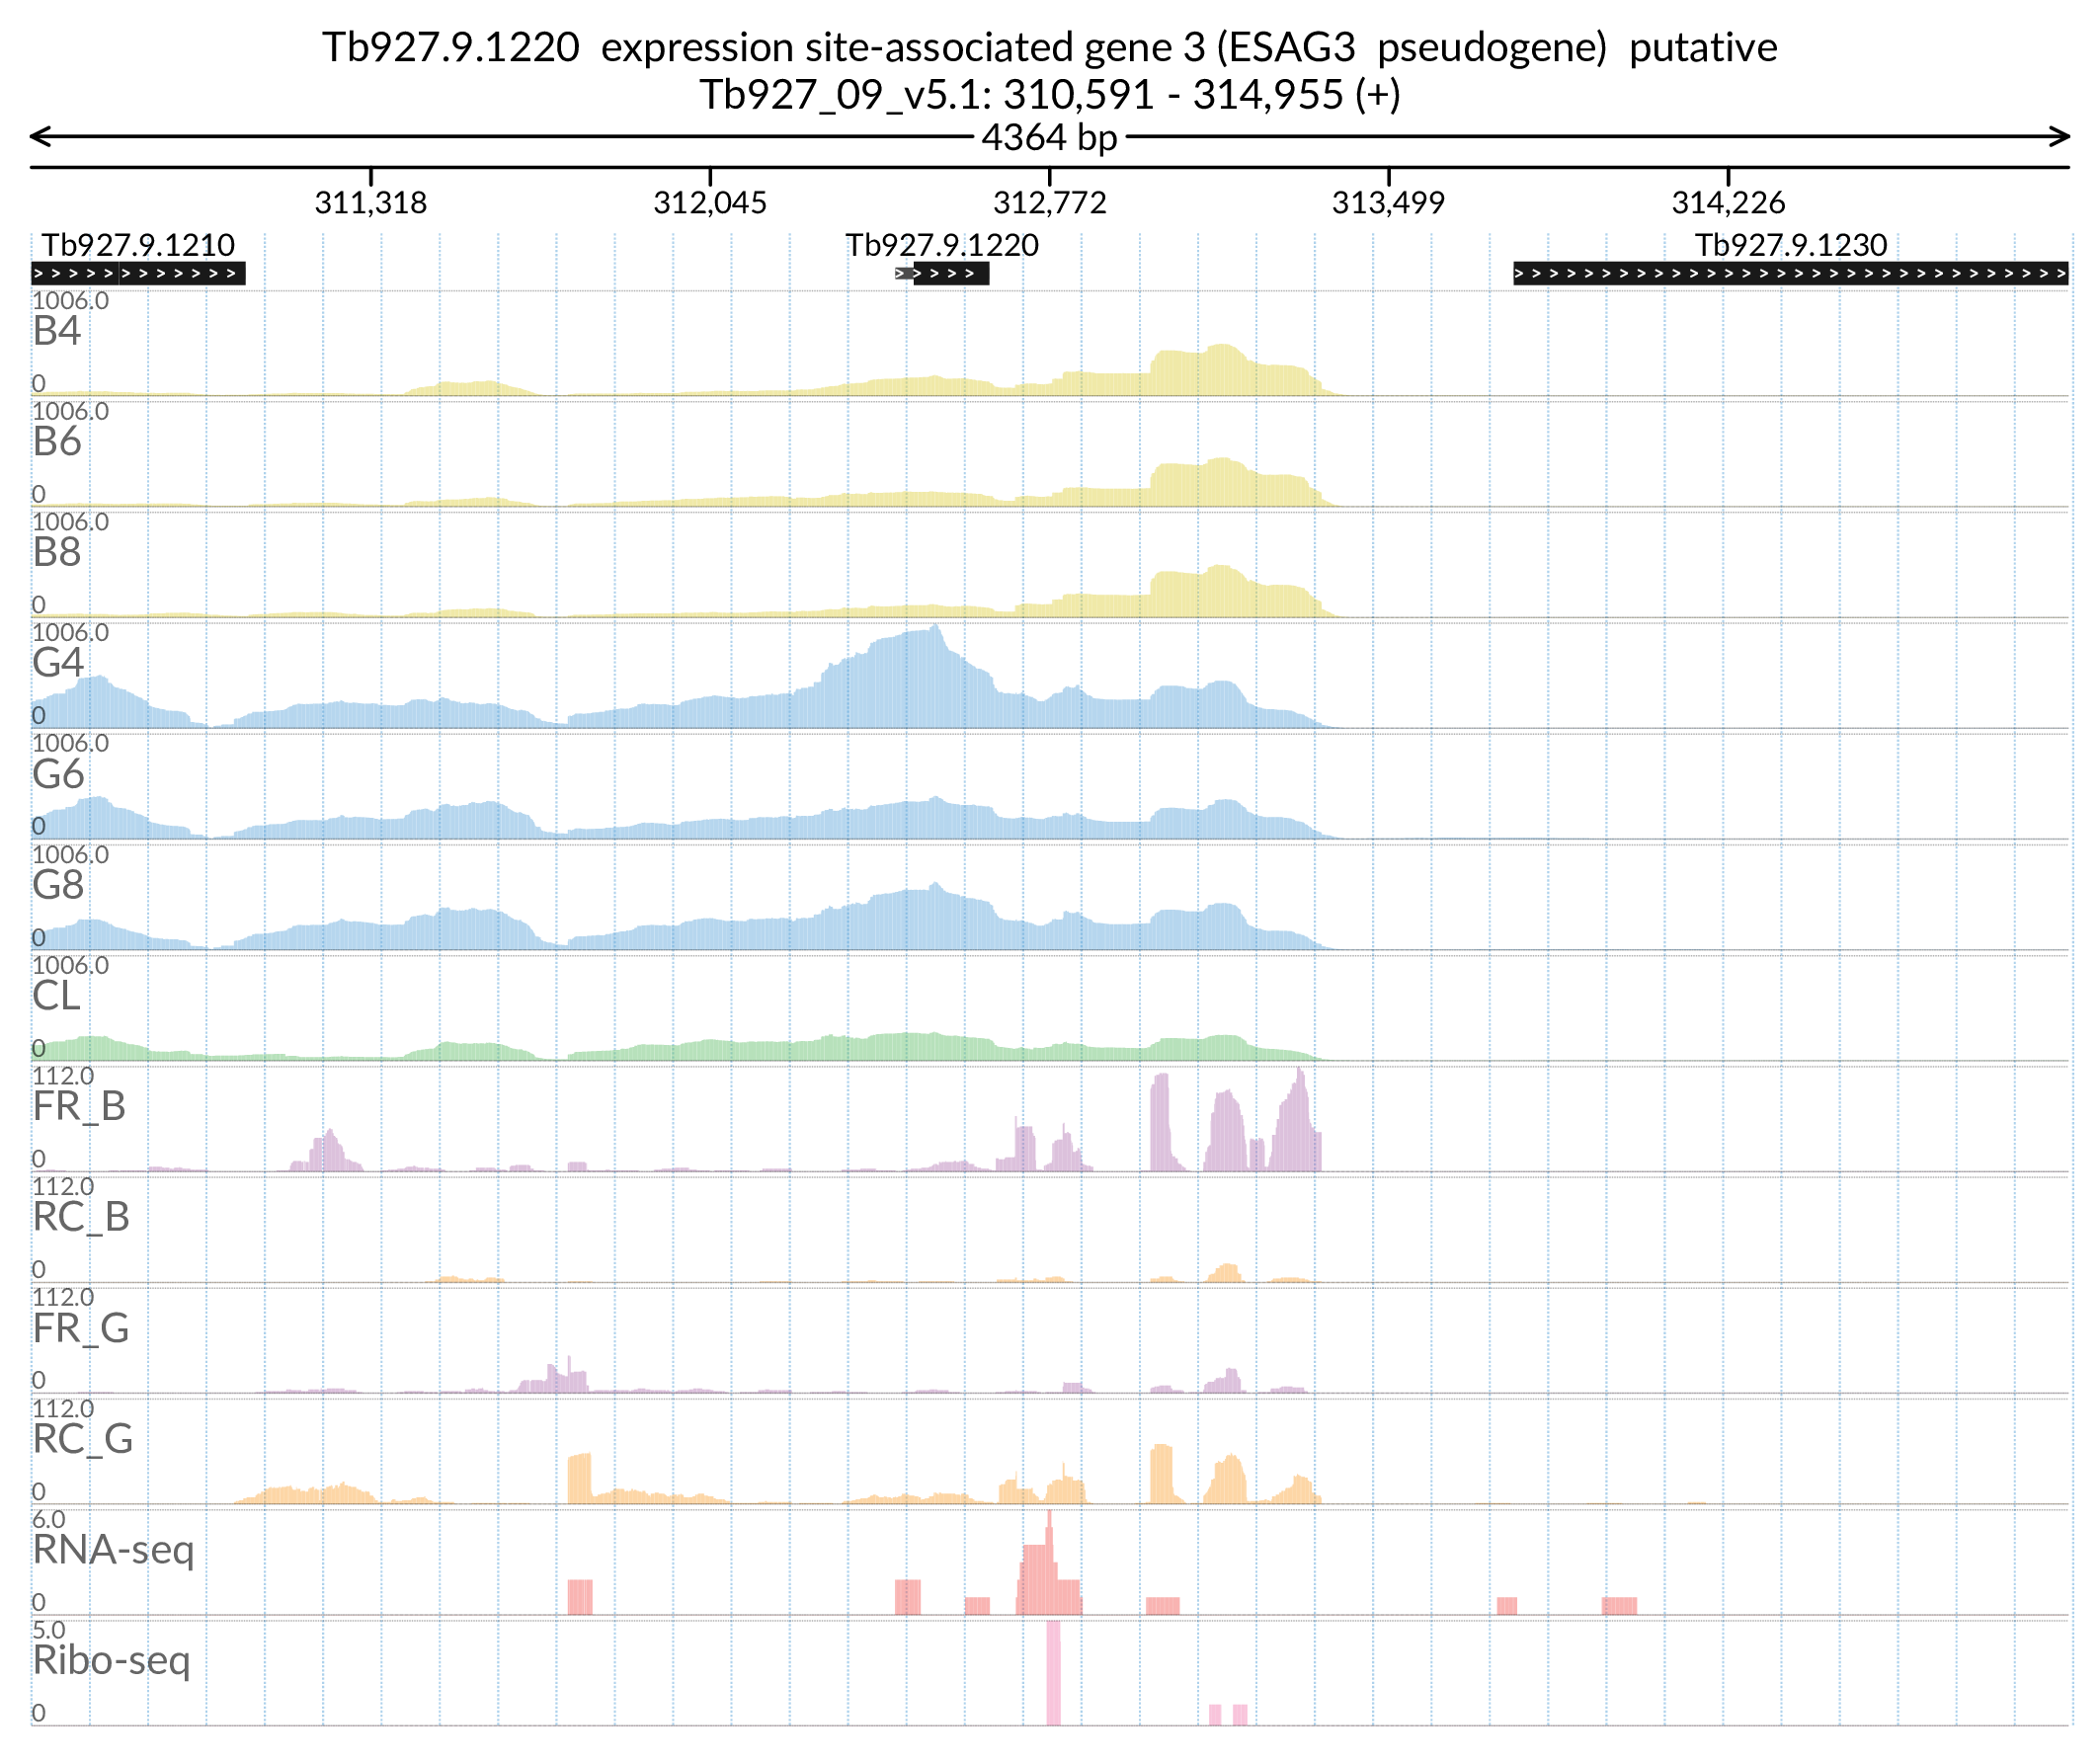 Tb927.9.1220  expression site-associated gene 3 (ESAG3  pseudogene)  putative
Tb927_09_v5.1: 310,591 - 314,955 (+)
4364 bp
311,318 312,045 312,772 313,499 314,226
Tb927.9.1210 Tb927.9.1220 Tb927.9.1230
1006.0
B4
0
1006.0
B6
0
1006.0
B8
0
1006.0
G4
0
1006.0
G6
0
1006.0
G8
0
1006.0
CL
0
112.0
FR_B
0
112.0
RC_B
0
112.0
FR_G
0
112.0
RC_G
0
6.0
RNA-seq
0
5.0
Ribo-seq
0